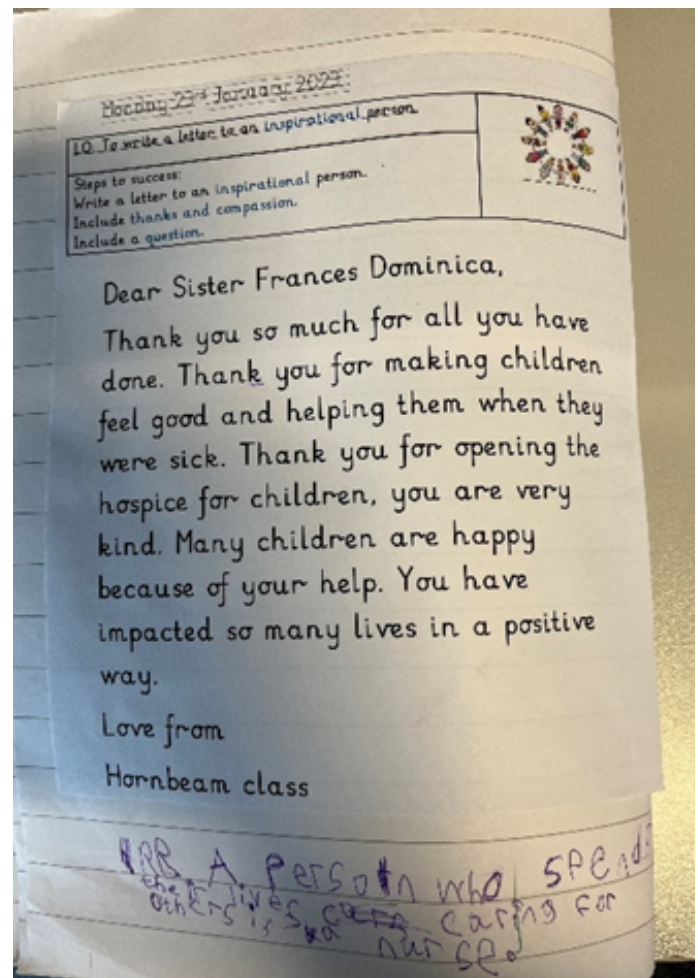 Monday 23rd January 2023
LO: To write a letter to an inspirational person
Steps to success:
Write a letter to an inspirational person.
Include thanks and compassion.
Include a question.
Dear Sister Frances Dominica,
Thank you so much for all you have
done. Thank you for making children
feel good and helping them when they
were sick. Thank you for opening the
hospice for children, you are very
kind. Many children are happy
because of your help. You have
impacted so many lives in a positive
way.
Love from
Hornbeam class
A. Person who spends
their lives caring for
others is a nurse.